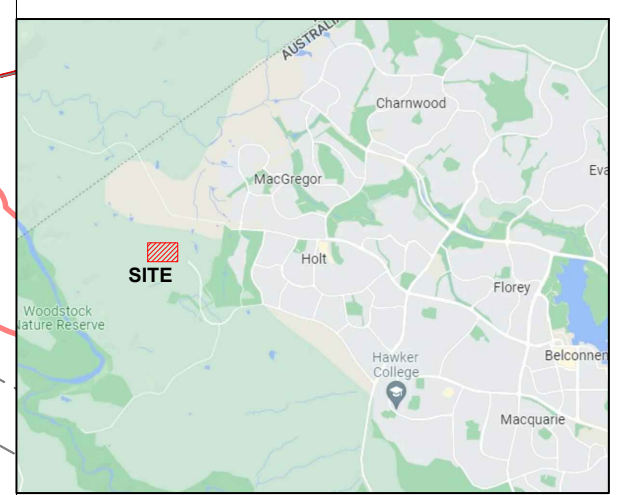 AUSTRALI
Charnwood
Eva
MacGregor
Holt
SITE
Florey
Woodstock
Nature Reserve
Belconnen
Hawker
College
Macquarie